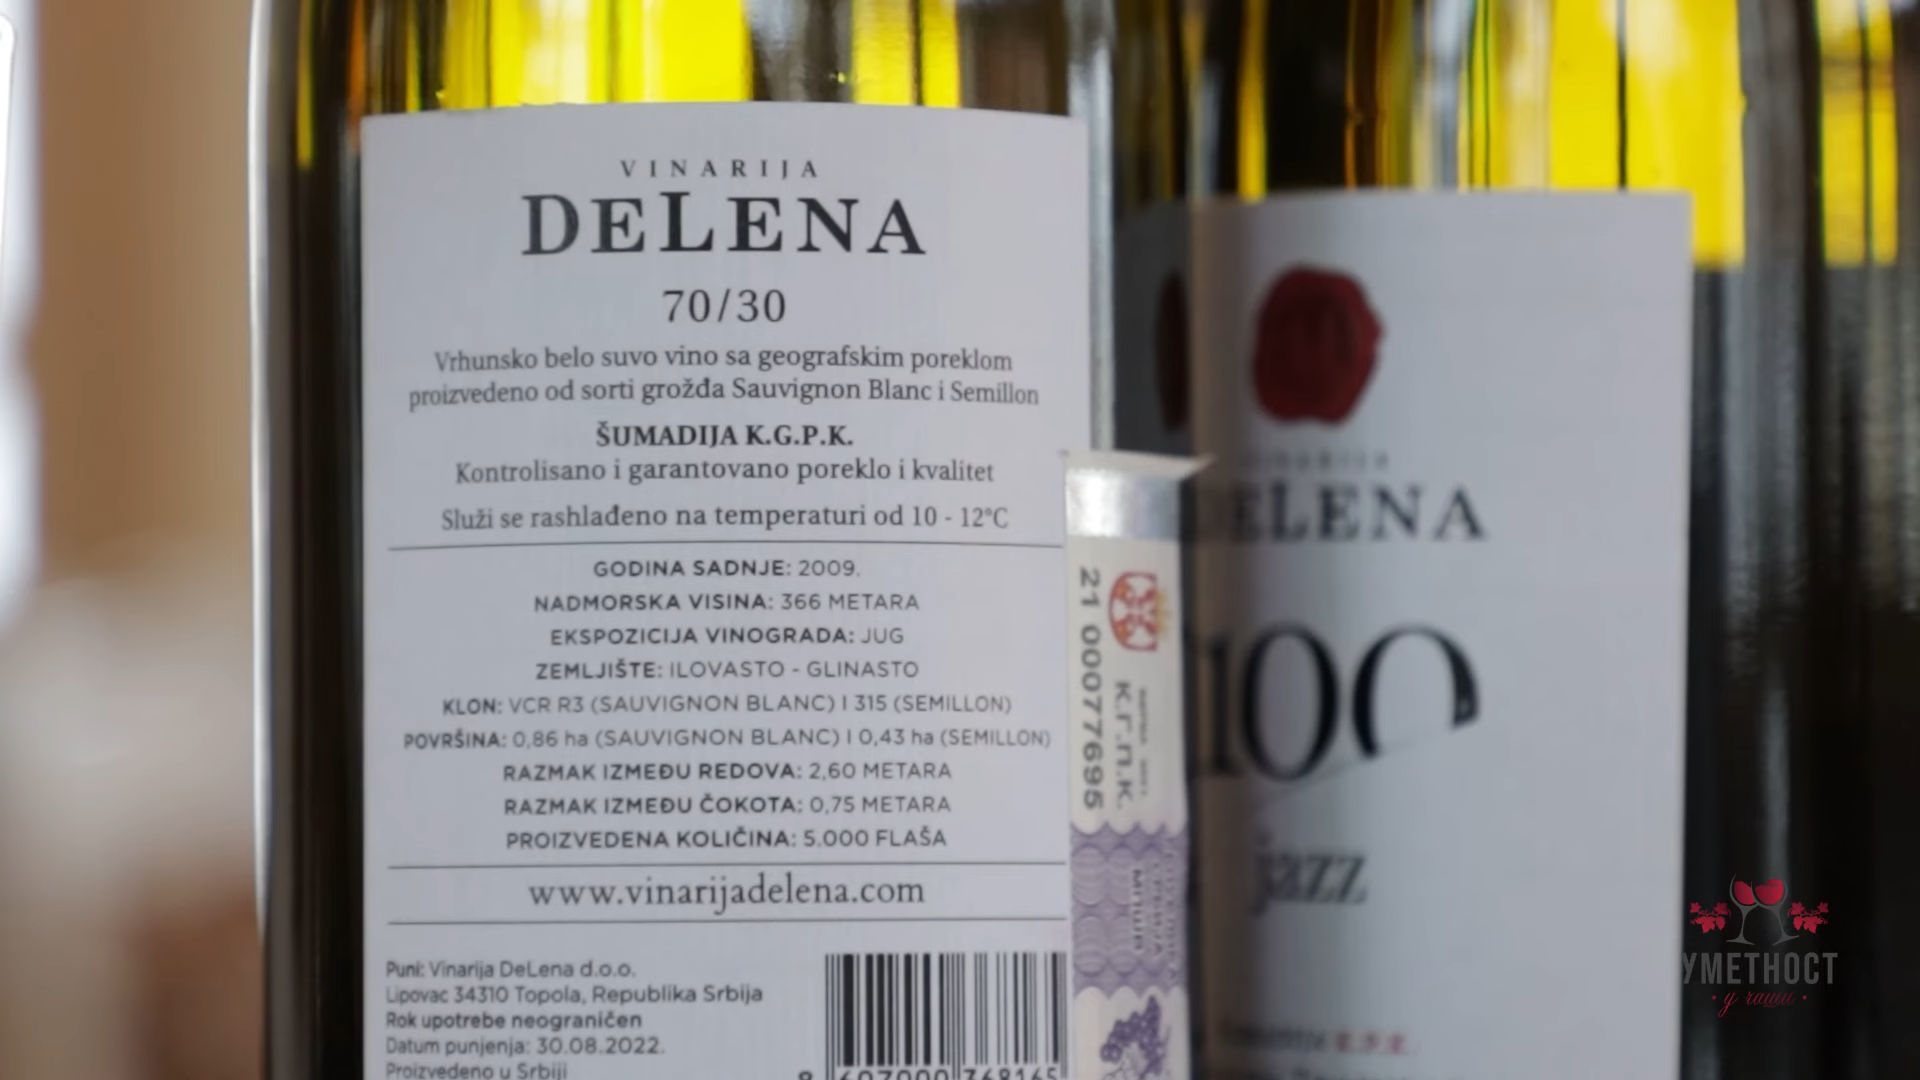 VINARIJA
DELENA
70/30
Vrhunsko belo suvo vino sa geografskim poreklom
proizvedeno od sorti grožđa Sauvignon Blanc i Semillon
ŠUMADIJA K.G.P.K.
Kontrolisano i garantovano poreklo i kvalitet
Služi se rashlađeno na temperaturi od 10 - 12°C
GODINA SADNJE: 2009.
NADMORSKA VISINA: 366 METARA
EKSPOZICIJA VINOGRADA: JUG
ZEMLJIŠTE: ILOVASTO - GLINASTO
KLON: VCR R3 (SAUVIGNON BLANC) I 315 (SEMILLON)
POVRŠINA: 0,86 ha (SAUVIGNON BLANC) I 0,43 ha (SEMILLON)
RAZMAK IZMEĐU REDOVA: 2,60 METARA
RAZMAK IZMEĐU ČOKOTA: 0,75 METARA
PROIZVEDENA KOLIČINA: 5.000 FLAŠA
www.vinarijadelena.com
Puni: Vinarija DeLena d.o.o.
Lipovac 34310 Topola, Republika Srbija
Rok upotrebe neograničen
Datum punjenja: 30.08.2022.
Proizvedeno u Srbiji
8 607000 368165
21 00077695
К.Г.П.К.
VINARIJA
DELENA
100
jazz
K.P.K.
УМЕТНОСТ
у чаши